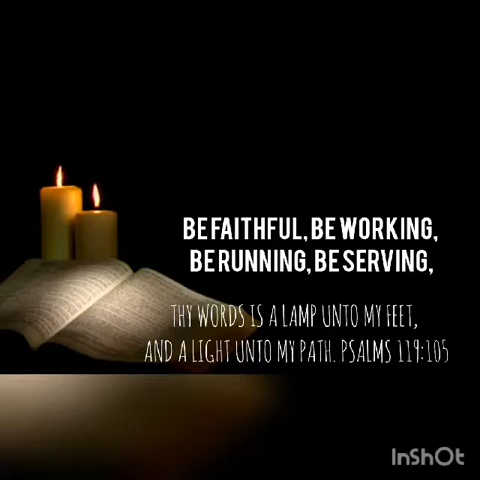 BE FAITHFUL, BE WORKING,
BE RUNNING, BE SERVING,
THY WORDS IS A LAMP UNTO MY FEET,
AND A LIGHT UNTO MY PATH. PSALMS 119:105
InShOt